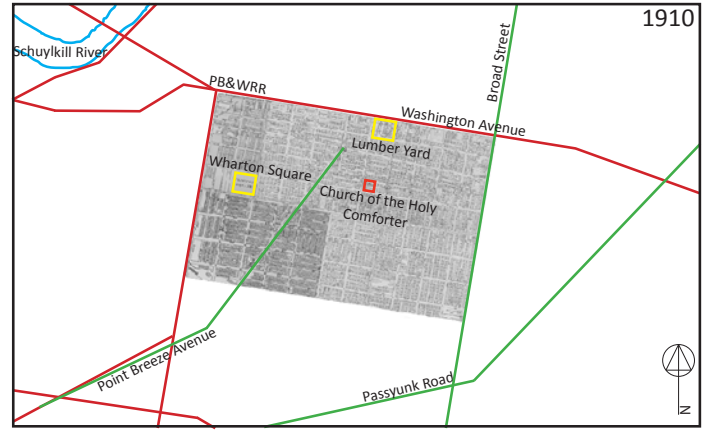 1910
Schuylkill River
Broad Street
PB&WRR
Washington Avenue
Lumber Yard
Wharton Square
Church of the Holy
Comforter
Point Breeze Avenue
Passyunk Road
N